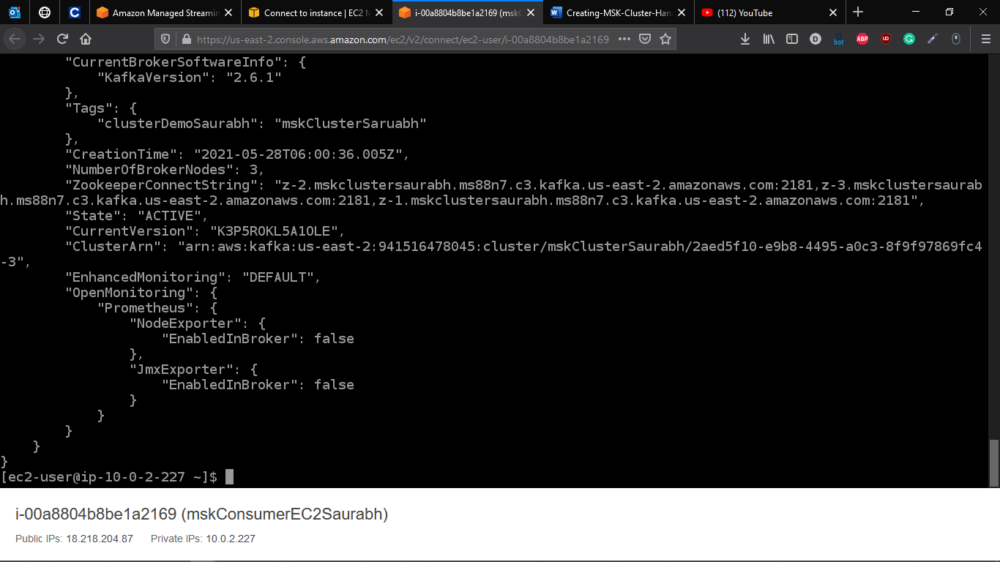 Amazon Managed Streamin
Connect to instance | EC2 M
i-00a8804b8be1a2169 (mskC
Creating-MSK-Cluster-Han
(112) YouTube
https://us-east-2.console.aws.amazon.com/ec2/v2/connect/ec2-user/i-00a8804b8be1a2169
"CurrentBrokerSoftwareInfo": {
"KafkaVersion": "2.6.1"
},
"Tags": {
"clusterDemoSaurabh": "mskClusterSaruabh"
},
"CreationTime": "2021-05-28T06:00:36.005Z",
"NumberOfBrokerNodes": 3,
"ZookeeperConnectString": "z-2.mskclustersaurabh.ms88n7.c3.kafka.us-east-2.amazonaws.com:2181,z-3.mskclustersaurab
h.ms88n7.c3.kafka.us-east-2.amazonaws.com:2181,z-1.mskclustersaurabh.ms88n7.c3.kafka.us-east-2.amazonaws.com:2181",
"State": "ACTIVE",
"CurrentVersion": "K3P5ROKL5A1OLE",
"ClusterArn": "arn:aws:kafka:us-east-2:941516478045:cluster/mskClusterSaurabh/2aed5f10-e9b8-4495-a0c3-8f9f97869fc4
-3",
"EnhancedMonitoring": "DEFAULT",
"OpenMonitoring": {
"Prometheus": {
"NodeExporter": {
"EnabledInBroker": false
},
"JmxExporter": {
"EnabledInBroker": false
}
}
}
}
}
[ec2-user@ip-10-0-2-227 ~]$
i-00a8804b8be1a2169 (mskConsumerEC2Saurabh)
Public IPs: 18.218.204.87 Private IPs: 10.0.2.227